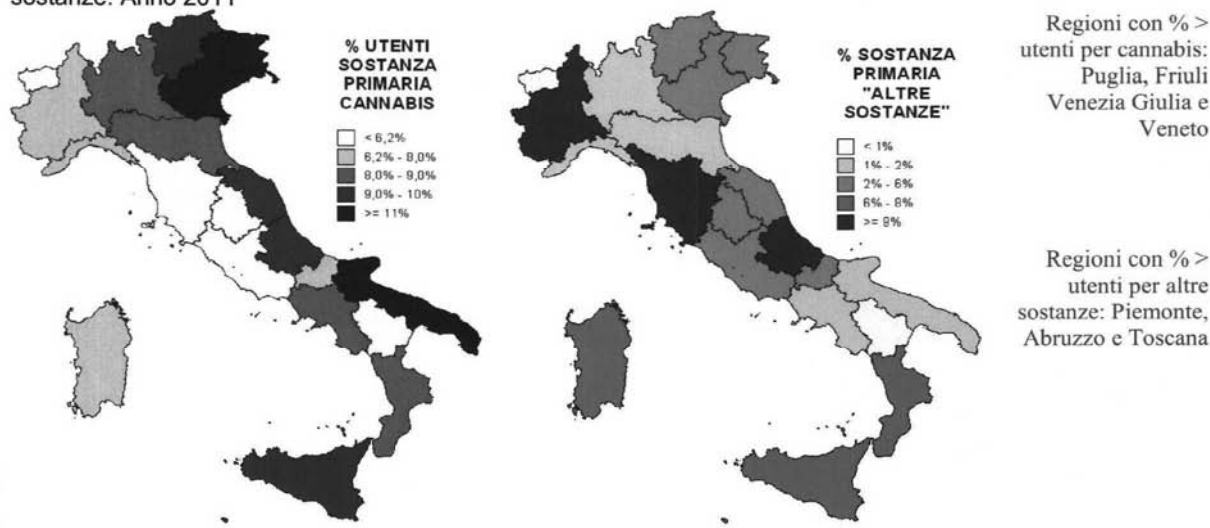 sostanze. Anno 2011
% UTENTI
SOSTANZA
PRIMARIA
CANNABIS
< 6,2%
6,2% - 8,0%
8,0% - 9,0%
9,0% - 10%
>= 11%
% SOSTANZA
PRIMARIA
"ALTRE
SOSTANZE"
< 1%
1% - 2%
2% - 6%
6% - 8%
>= 8%
Regioni con % >
utenti per cannabis:
Puglia, Friuli
Venezia Giulia e
Veneto
Regioni con % >
utenti per altre
sostanze: Piemonte,
Abruzzo e Toscana